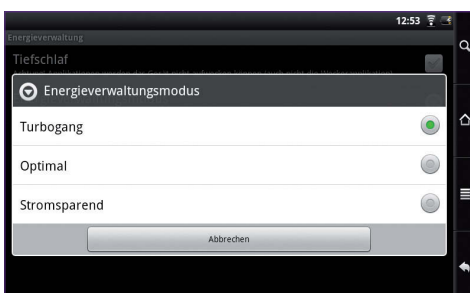 12:53
Energieverwaltung
Tiefschlaf
Energieverwaltungsmodus
Turbogang
Optimal
Stromsparend
Abbrechen